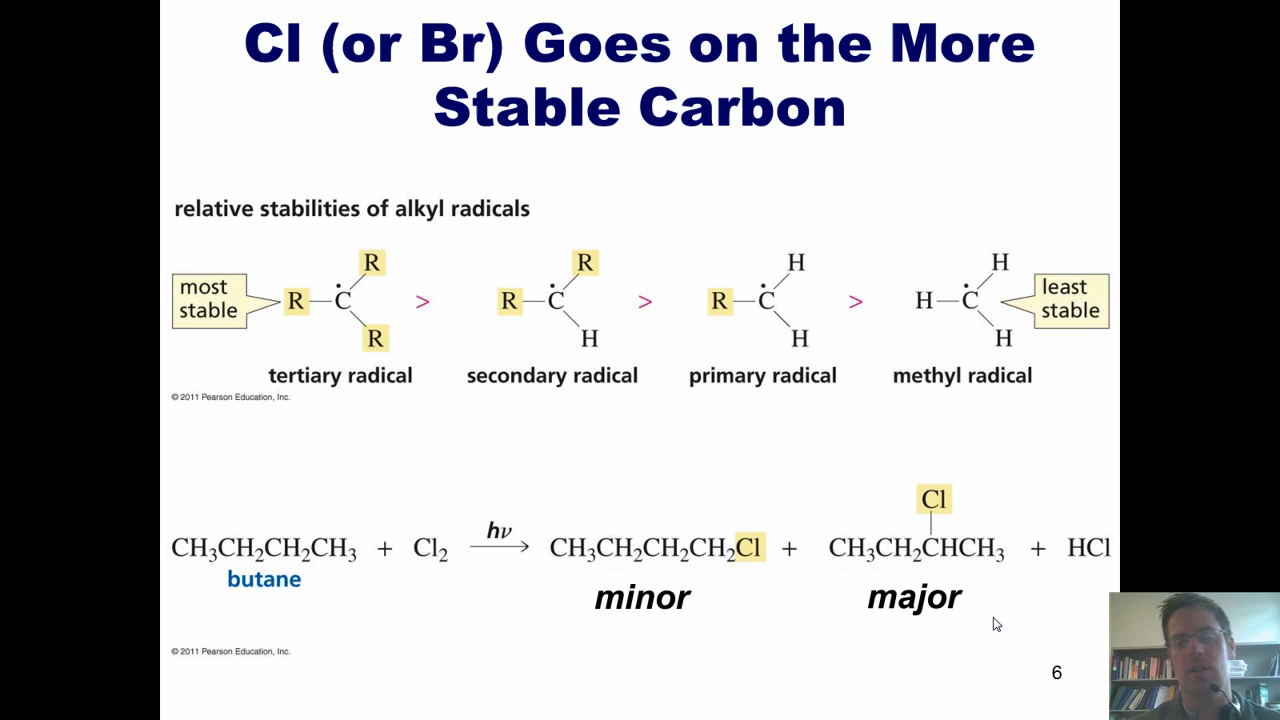 Cl (or Br) Goes on the More
Stable Carbon
relative stabilities of alkyl radicals
most
stable
R
R
Ċ
R
>
R
R
Ċ
H
>
H
R
Ċ
H
>
H
H
Ċ
H
least
stable
tertiary radical
secondary radical
primary radical
methyl radical
© 2011 Pearson Education, Inc.
Cl
CH₃CH₂CH₂CH₃ + Cl₂ hν → CH₃CH₂CH₂CH₂Cl + CH₃CH₂CHCH₃ + HCl
butane
minor
major
© 2011 Pearson Education, Inc.
6